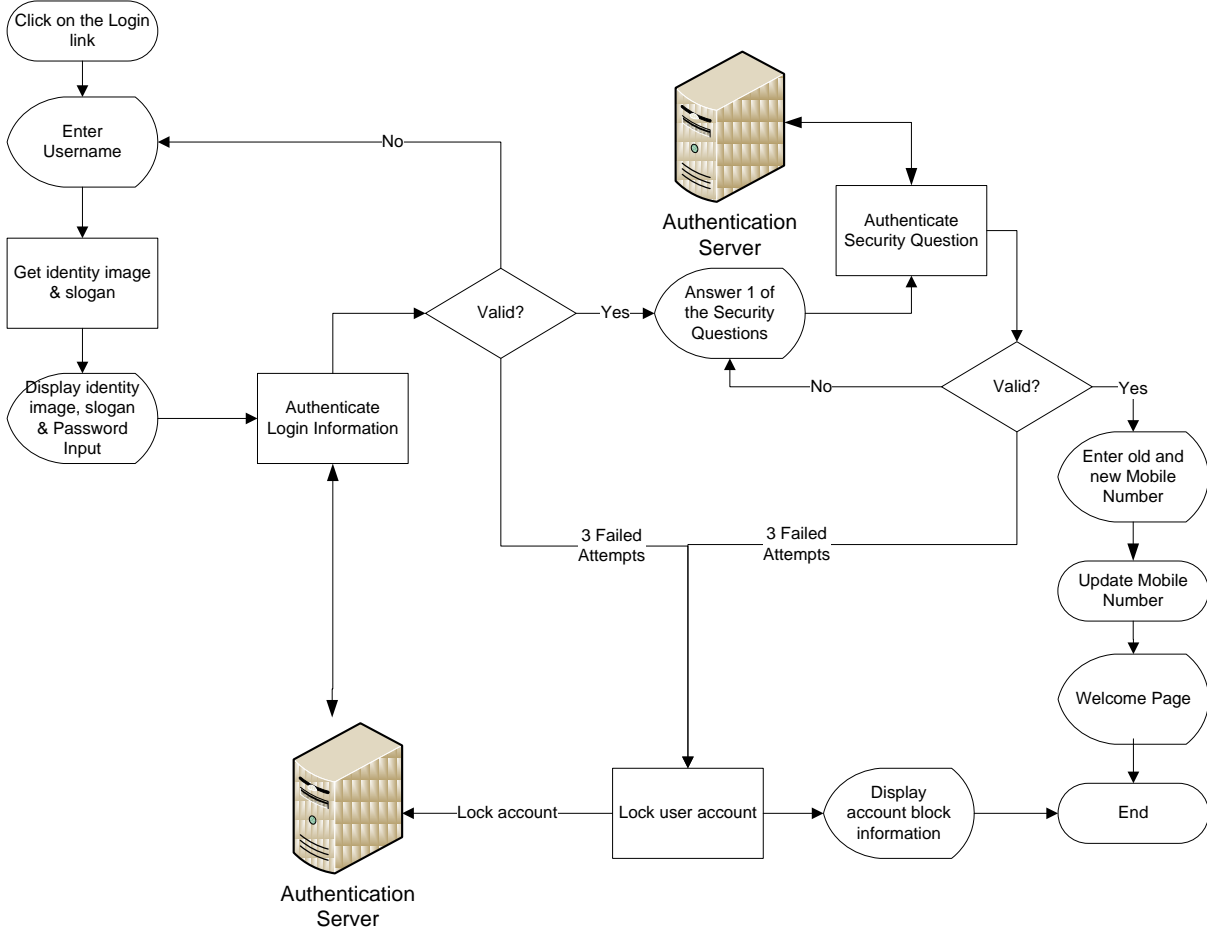 Click on the Login
link
Enter
Username
Get identity image
& slogan
Display identity
image, slogan
& Password
Input
Authenticate
Login Information
No
Valid?
Yes
Answer 1 of
the Security
Questions
Authentication
Server
Authenticate
Security Question
No
Valid?
Yes
Enter old and
new Mobile
Number
Update Mobile
Number
Welcome Page
3 Failed
Attempts
3 Failed
Attempts
Authentication
Server
Lock account
Lock user account
Display
account block
information
End